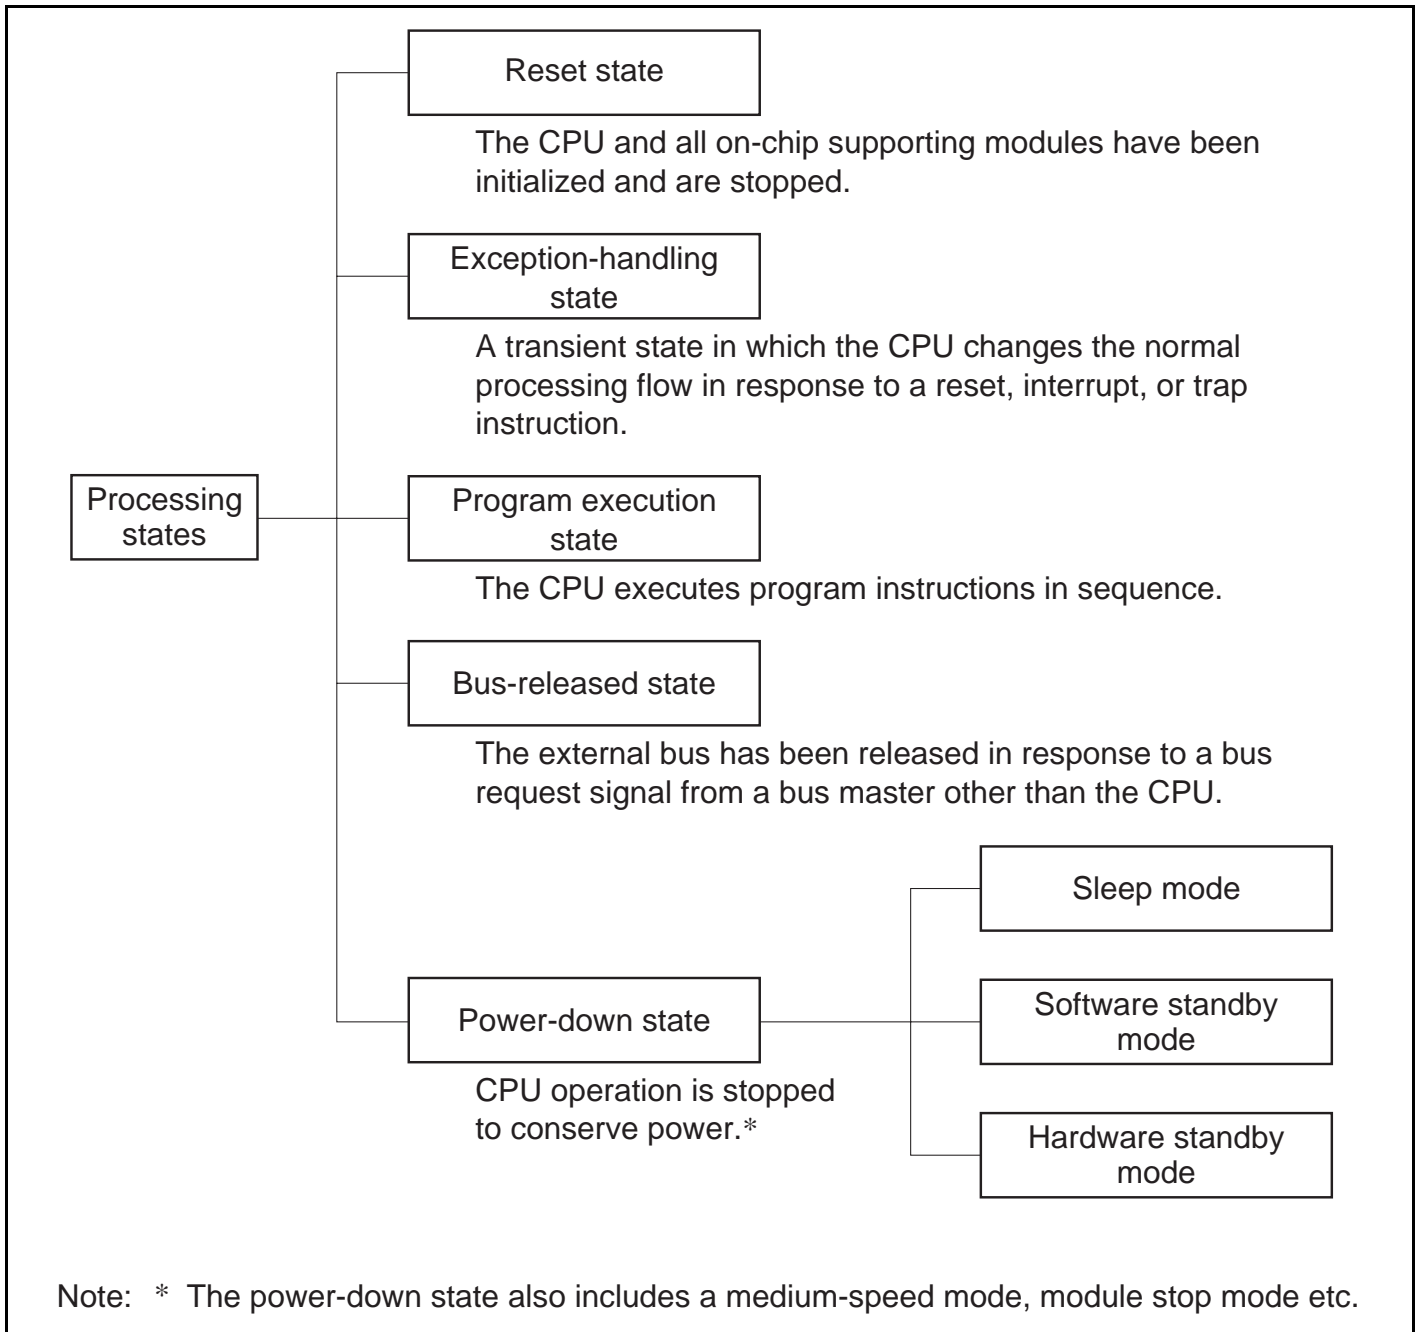 Reset state
The CPU and all on-chip supporting modules have been
initialized and are stopped.
Exception-handling
state
A transient state in which the CPU changes the normal
processing flow in response to a reset, interrupt, or trap
instruction.
Processing
states
Program execution
state
The CPU executes program instructions in sequence.
Bus-released state
The external bus has been released in response to a bus
request signal from a bus master other than the CPU.
Sleep mode
Power-down state
CPU operation is stopped
to conserve power.*
Software standby
mode
Hardware standby
mode
Note: * The power-down state also includes a medium-speed mode, module stop mode etc.